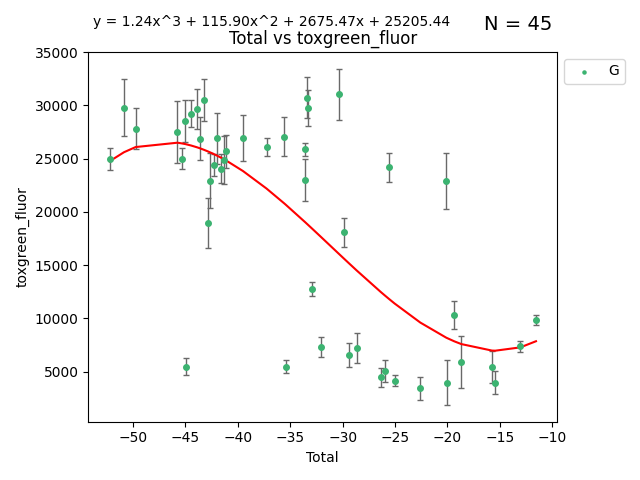 y = 1.24x^3 + 115.90x^2 + 2675.47x + 25205.44
N = 45
Total vs toxgreen_fluor
G
35000
30000
25000
20000
15000
10000
5000
toxgreen_fluor
−50 −45 −40 −35 −30 −25 −20 −15 −10
Total